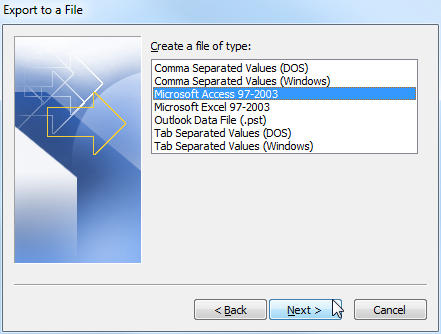 Export to a File
Create a file of type:
Comma Separated Values (DOS)
Comma Separated Values (Windows)
Microsoft Access 97-2003
Microsoft Excel 97-2003
Outlook Data File (.pst)
Tab Separated Values (DOS)
Tab Separated Values (Windows)
< Back
Next >
Cancel